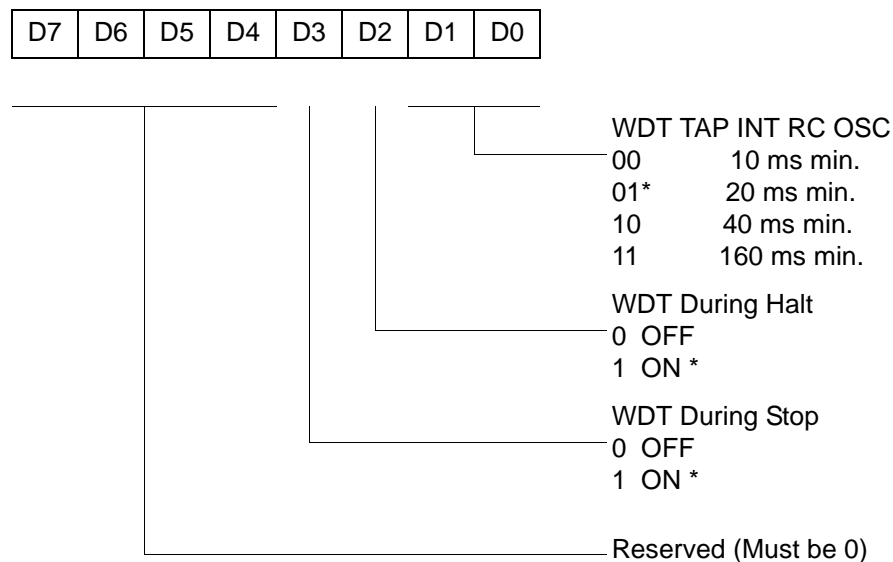 D7 D6 D5 D4 D3 D2 D1 D0
WDT TAP INT RC OSC
00 10 ms min.
01* 20 ms min.
10 40 ms min.
11 160 ms min.
WDT During Halt
0 OFF
1 ON *
WDT During Stop
0 OFF
1 ON *
Reserved (Must be 0)